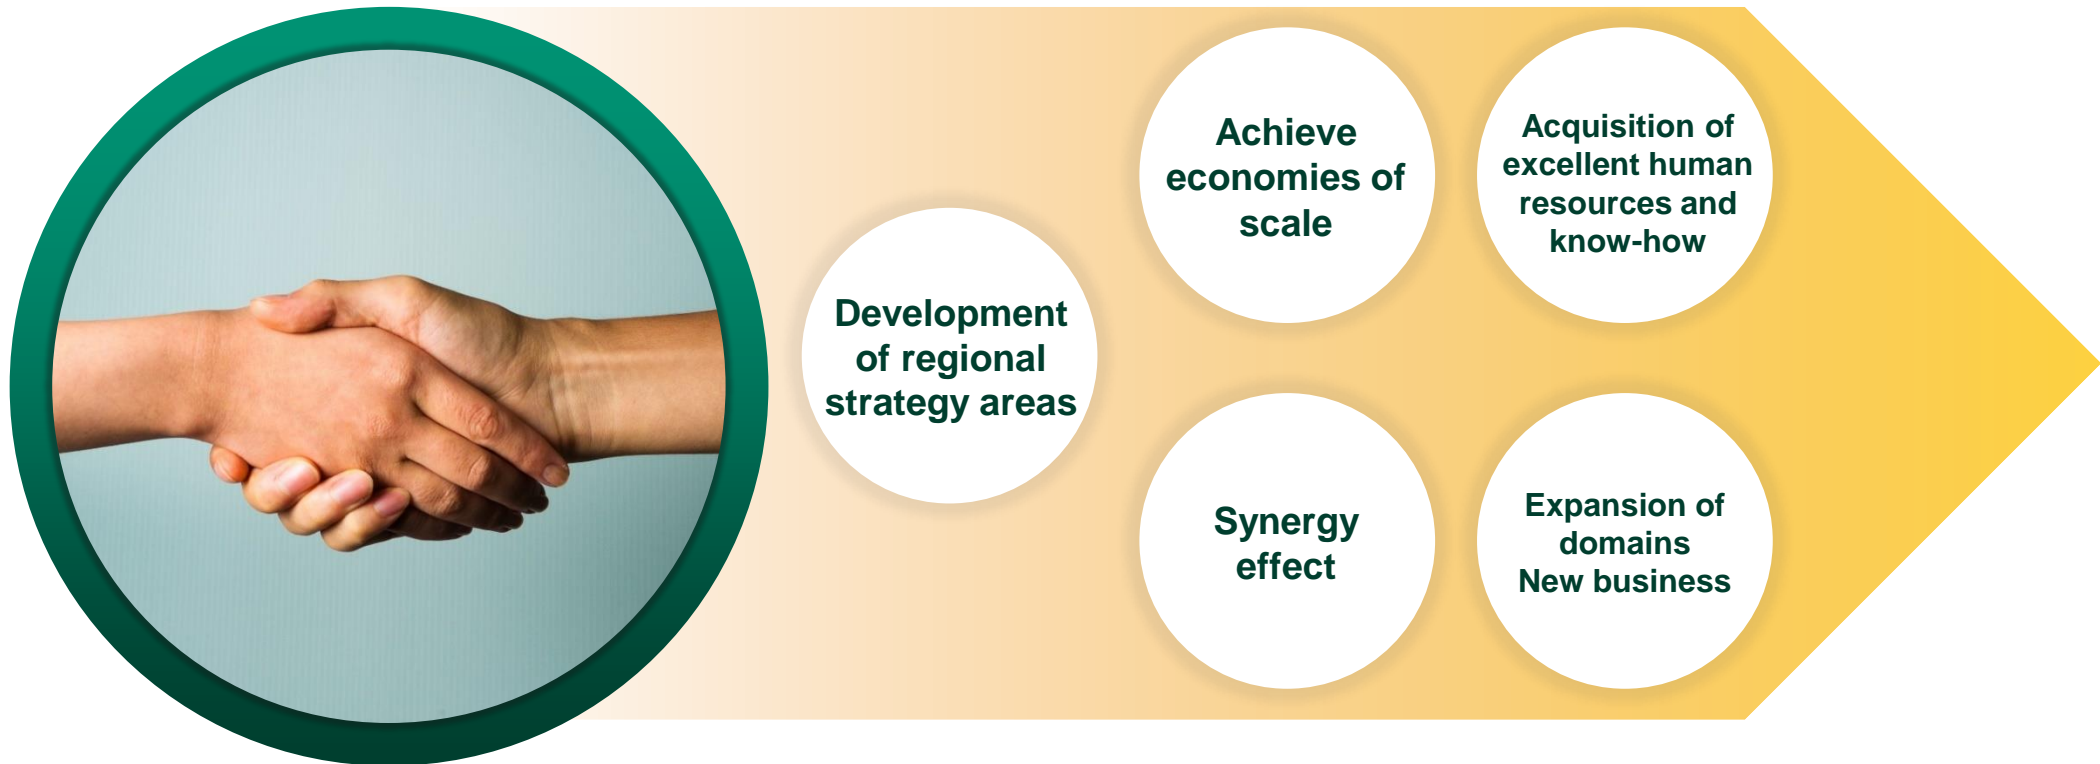 Development
of regional
strategy areas
Achieve
economies of
scale
Synergy
effect
Acquisition of
excellent human
resources and
know-how
Expansion of
domains
New business